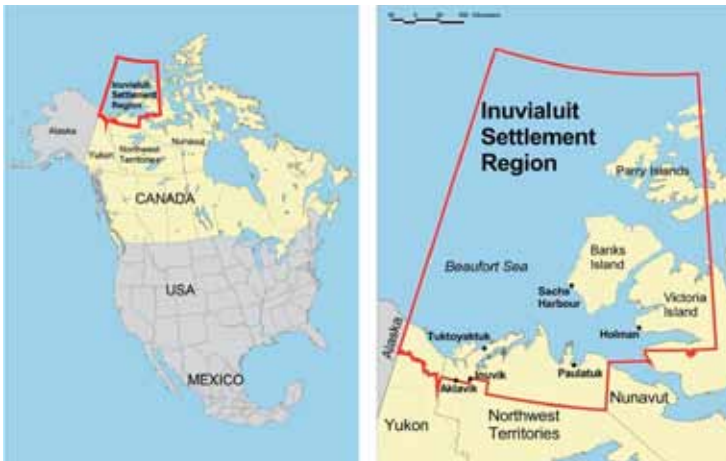 Inuvialuit
Settlement
Region
Alaska
Yukon
Northwest
Territories
Nunavut
CANADA
USA
MEXICO
Inuvialuit
Settlement
Region
Parry Islands
Banks
Island
Beaufort Sea
Sachs
Harbour
Victoria
Island
Holman
Tuktoyaktuk
Alaska
Inuvik
Aklavik
Paulatuk
Nunavut
Yukon
Northwest
Territories